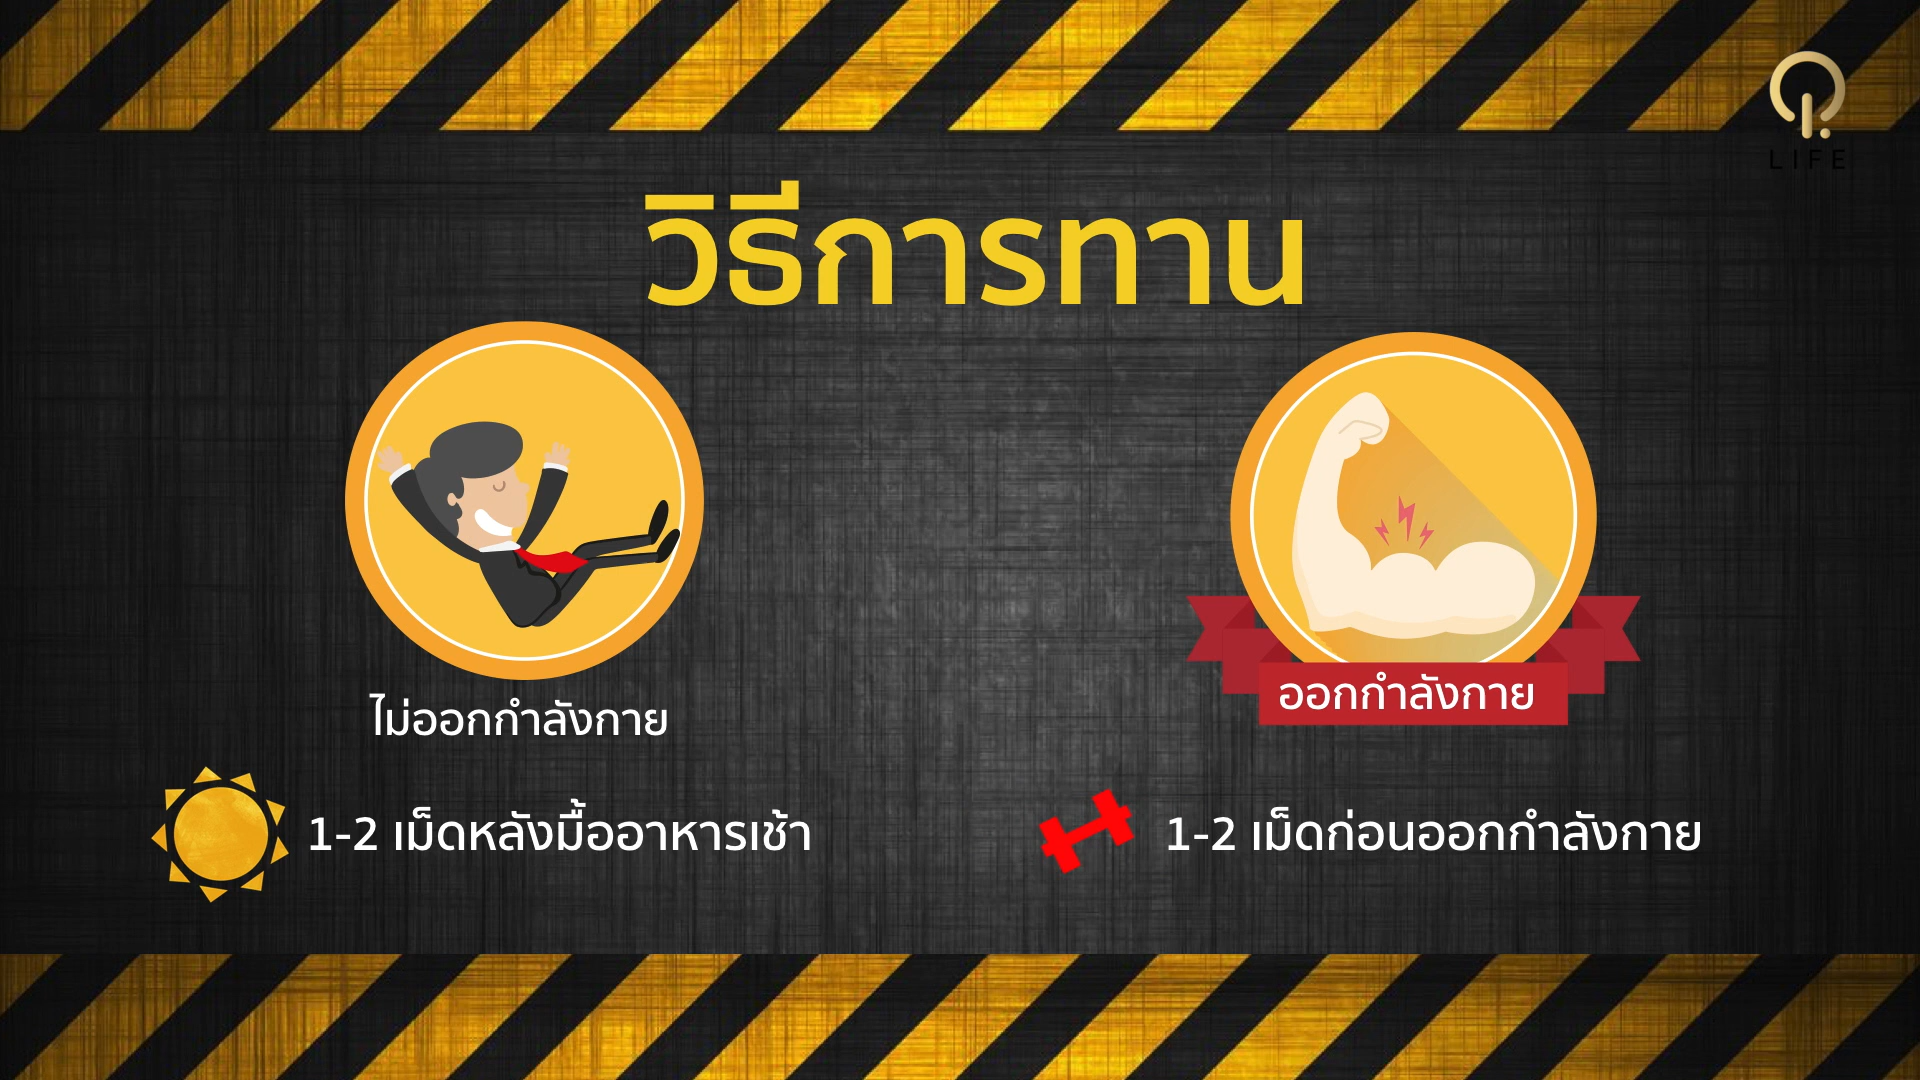 LIFE
วิธีการทาน
ไม่ออกกำลังกาย
ออกกำลังกาย
1-2 เม็ดหลังมื้ออาหารเช้า
1-2 เม็ดก่อนออกกำลังกาย